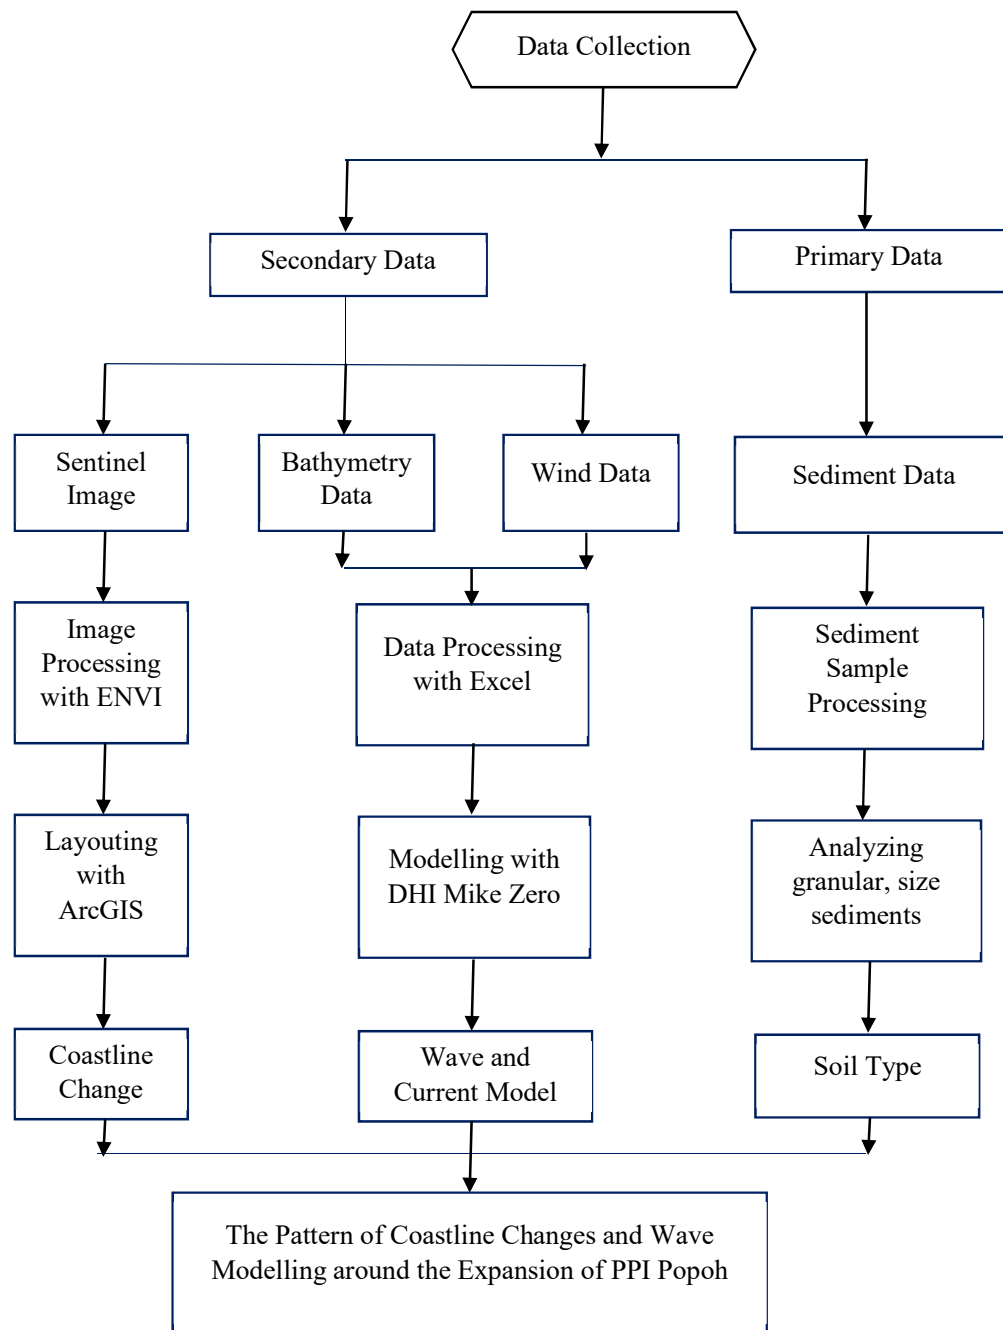 Data Collection
Secondary Data
Primary Data
Sentinel
Image
Bathymetry
Data
Wind Data
Sediment Data
Image
Processing
with ENVI
Data Processing
with Excel
Sediment
Sample
Processing
Layouting
with
ArcGIS
Modelling with
DHI Mike Zero
Analyzing
granular, size
sediments
Coastline
Change
Wave and
Current Model
Soil Type
The Pattern of Coastline Changes and Wave
Modelling around the Expansion of PPI Popoh